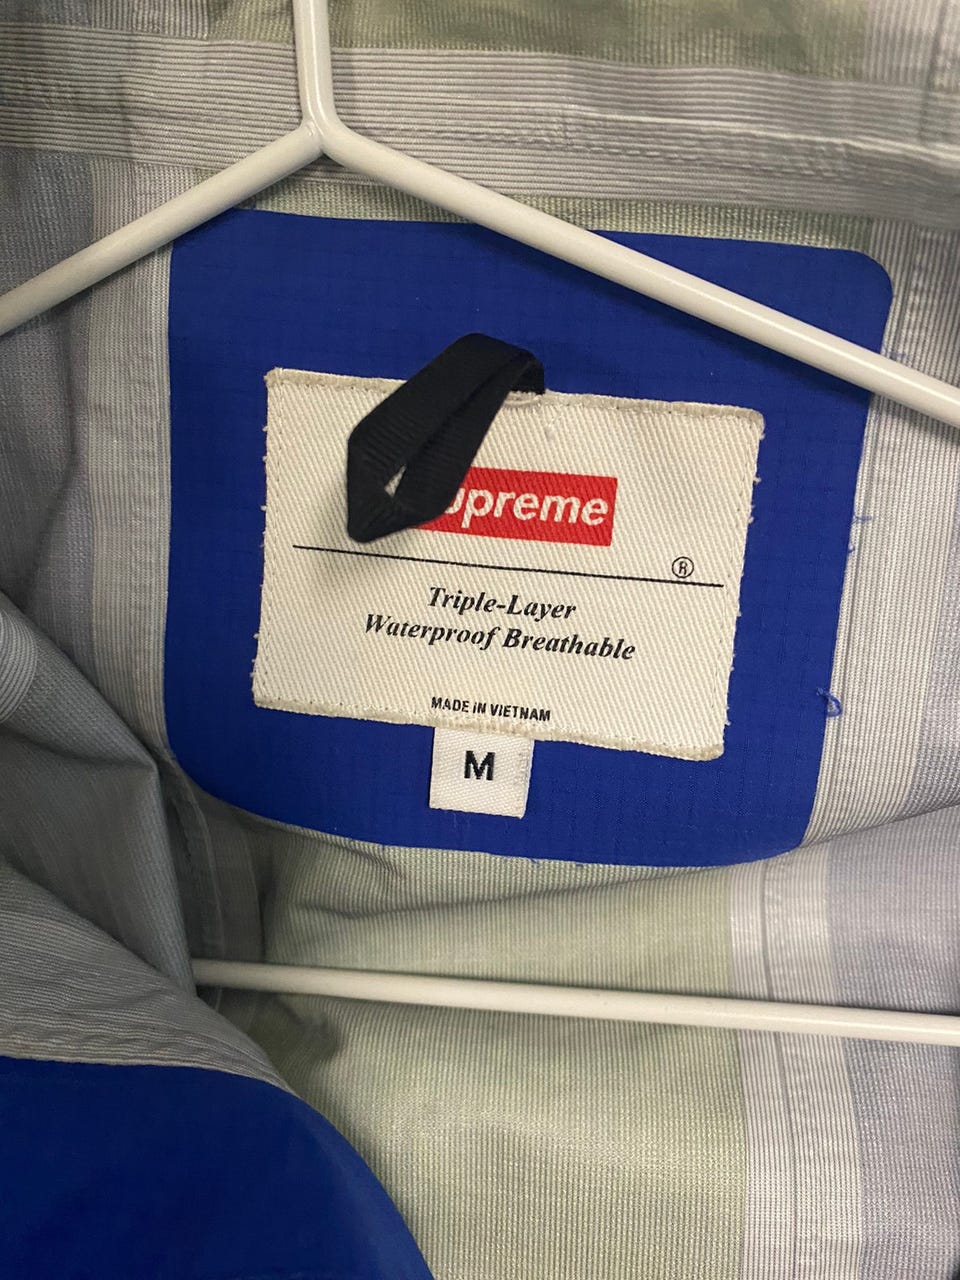 upreme
®
Triple-Layer
Waterproof Breathable
MADE IN VIETNAM
M